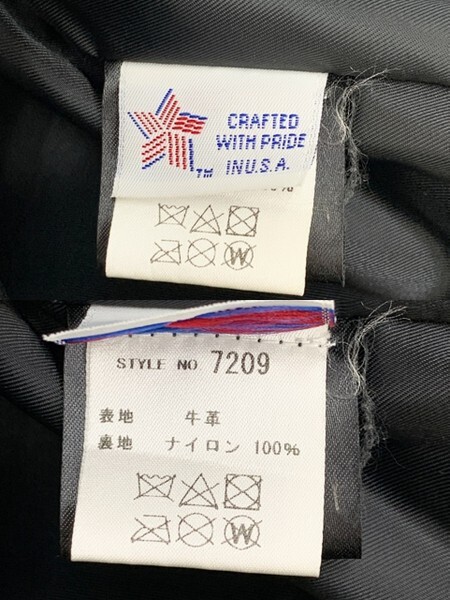 CRAFTED
WITH PRIDE
IN U.S.A.
TM
%
W
STYLE NO 7209
表地 牛革
裏地 ナイロン 100%
W